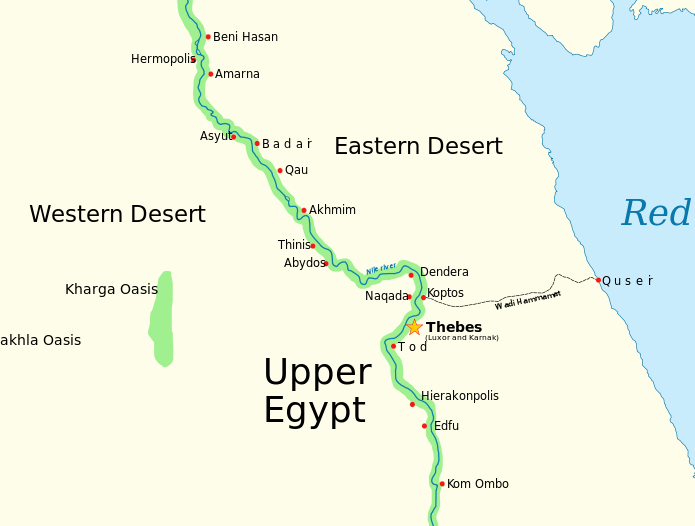 Beni Hasan
Hermopolis
Amarna
Asyut
Badari
Eastern Desert
Qau
Akhmim
Western Desert
Red
Thinis
Abydos
Nile river
Dendera
Quseir
Kharga Oasis
Naqada
Koptos
Wadi Hammamat
Thebes
(Luxor and Karnak)
akhla Oasis
Tod
Upper
Egypt
Hierakonpolis
Edfu
Kom Ombo